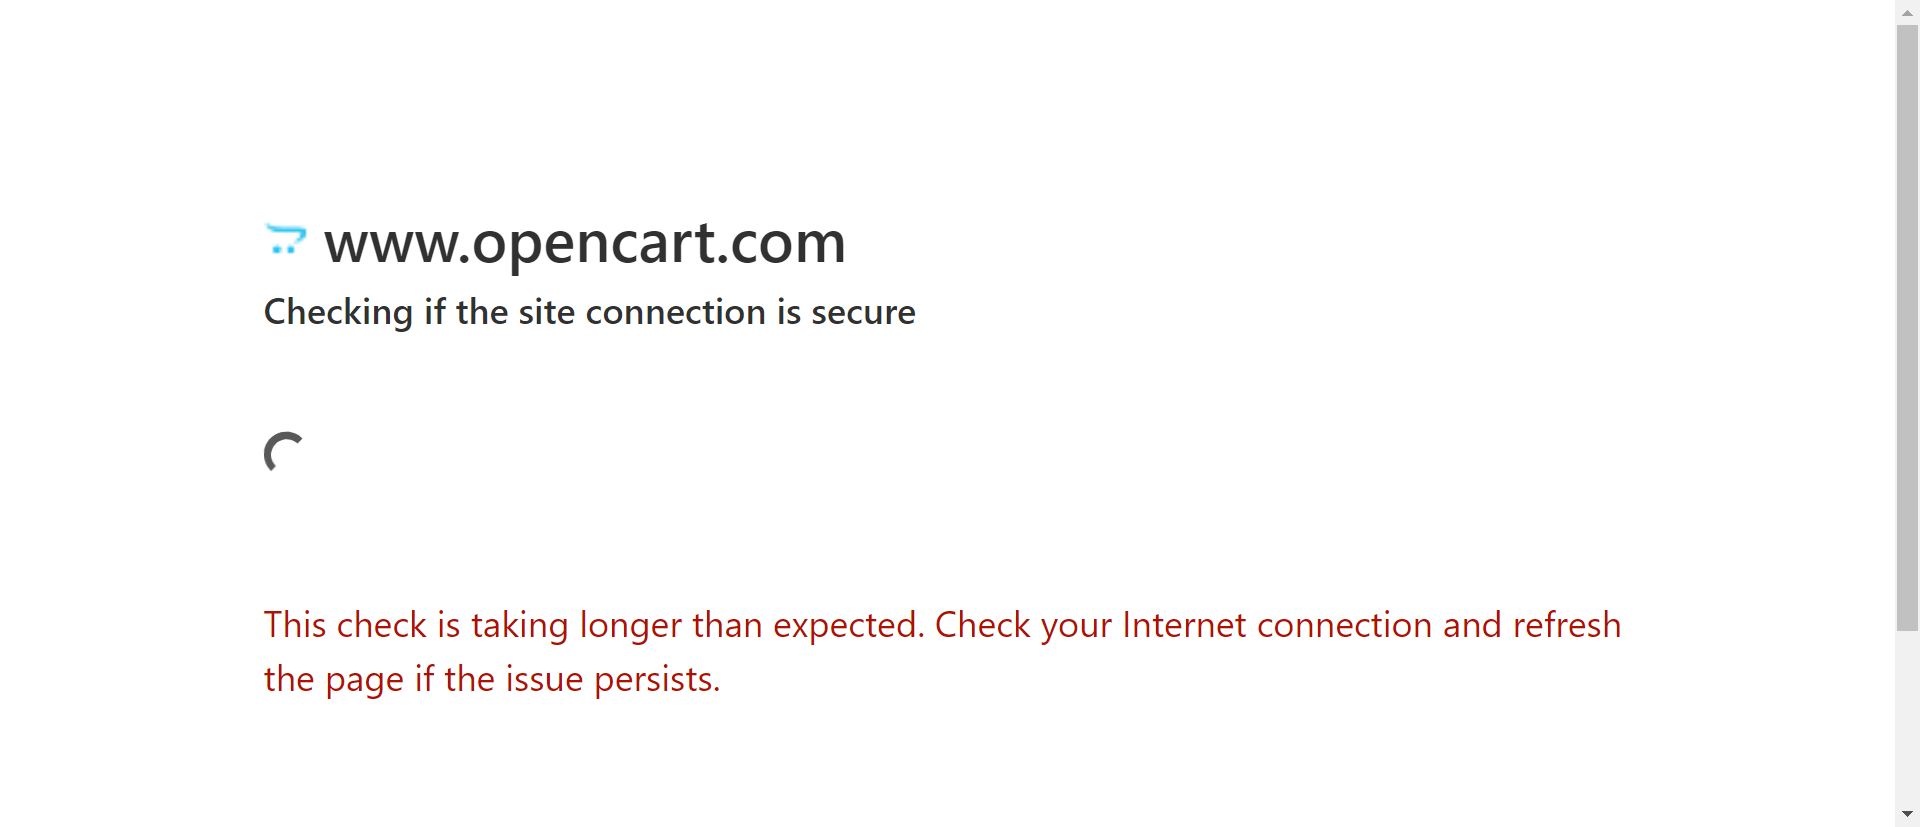 www.opencart.com
Checking if the site connection is secure
This check is taking longer than expected. Check your Internet connection and refresh
the page if the issue persists.